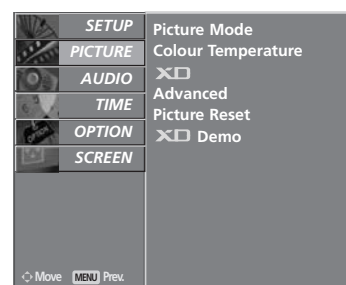 SETUP
PICTURE
AUDIO
TIME
OPTION
SCREEN
Picture Mode
Colour Temperature
XD
Advanced
Picture Reset
XD Demo
Move MENU Prev.